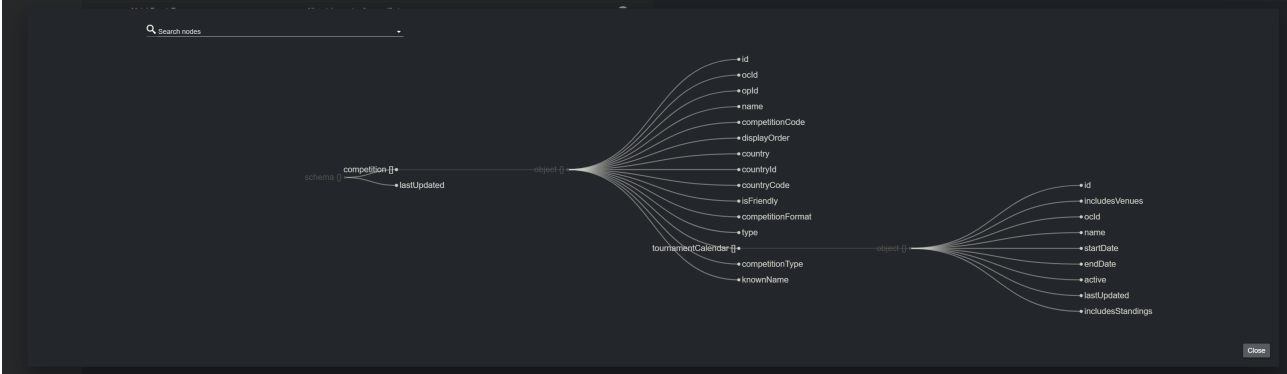 Search nodes
schema {}
competition []
lastUpdated
object {}
id
ocId
opId
name
competitionCode
displayOrder
country
countryId
countryCode
isFriendly
competitionFormat
type
tournamentCalendar []
competitionType
knownName
object {}
id
includesVenues
ocId
name
startDate
endDate
active
lastUpdated
includesStandings
Close